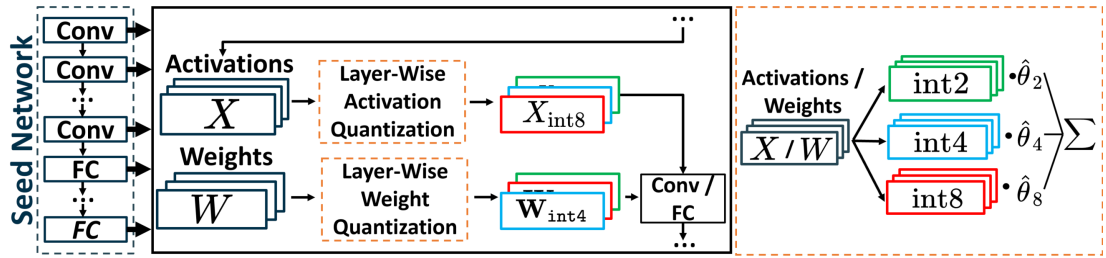 Seed Network
Conv
Conv
...
Conv
FC
...
FC
...
Activations
X
Layer-Wise
Activation
Quantization
X_int8
Weights
W
Layer-Wise
Weight
Quantization
W_int4
Conv /
FC
...
Activations /
Weights
X / W
int2
•θ̂_2
int4
•θ̂_4
int8
•θ̂_8
Σ